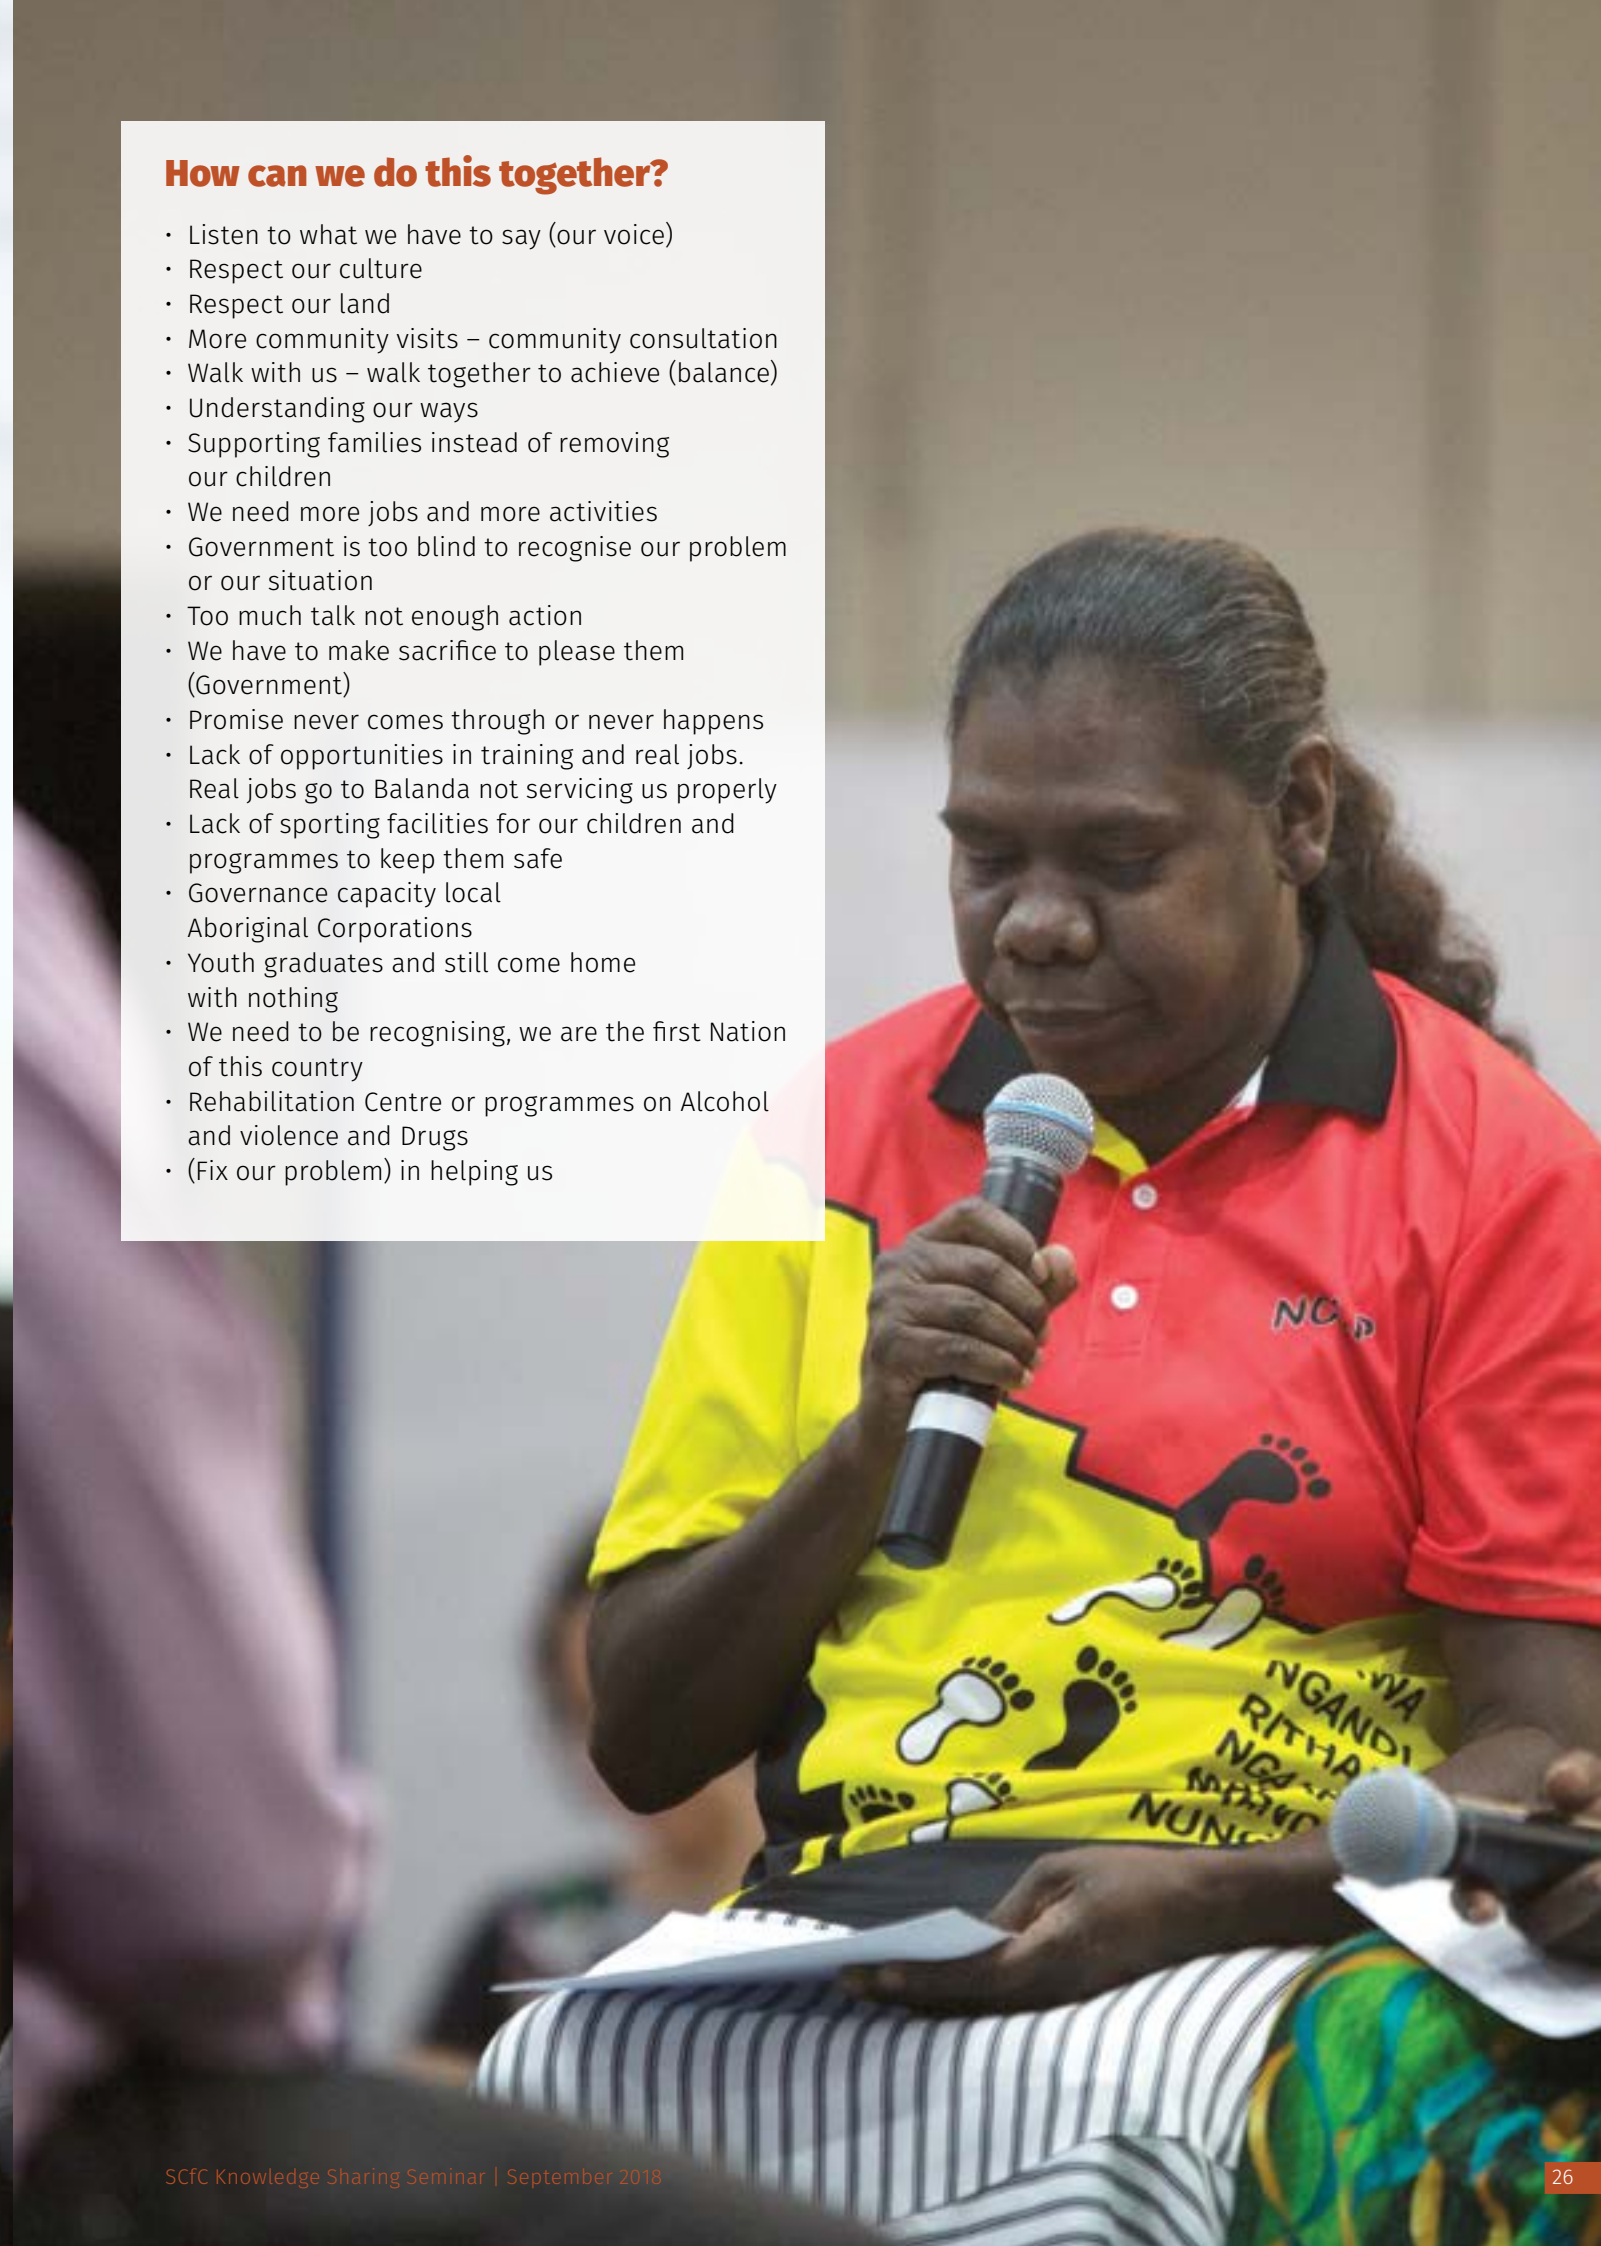 How can we do this together?
• Listen to what we have to say (our voice)
• Respect our culture
• Respect our land
• More community visits – community consultation
• Walk with us – walk together to achieve (balance)
• Understanding our ways
• Supporting families instead of removing
our children
• We need more jobs and more activities
• Government is too blind to recognise our problem
or our situation
• Too much talk not enough action
• We have to make sacrifice to please them
(Government)
• Promise never comes through or never happens
• Lack of opportunities in training and real jobs.
Real jobs go to Balanda not servicing us properly
• Lack of sporting facilities for our children and
programmes to keep them safe
• Governance capacity local
Aboriginal Corporations
• Youth graduates and still come home
with nothing
• We need to be recognising, we are the first Nation
of this country
• Rehabilitation Centre or programmes on Alcohol
and violence and Drugs
• (Fix our problem) in helping us
NGANDI
SCfC Knowledge Sharing Seminar | September 2018
26